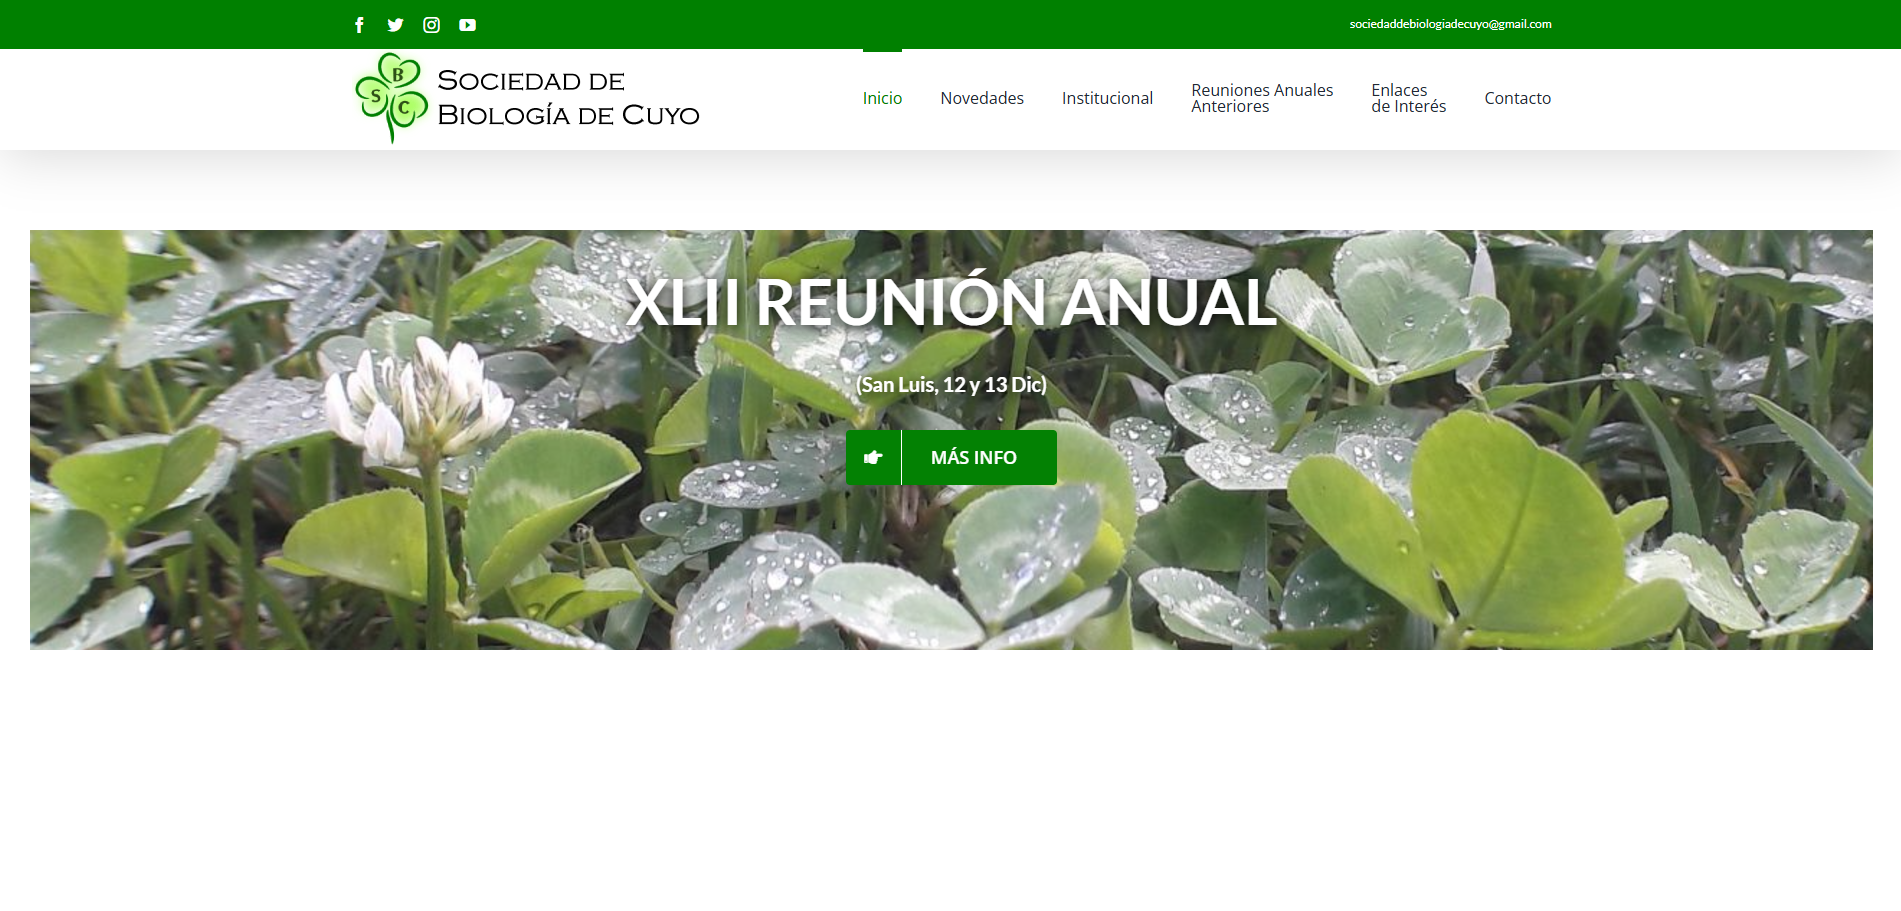 sociedaddebiologiadecuyo@gmail.com
B
S C
Sociedad de
Biología de Cuyo
Inicio
Novedades
Institucional
Reuniones Anuales
Anteriores
Enlaces
de Interés
Contacto
XLII REUNIÓN ANUAL
(San Luis, 12 y 13 Dic)
MÁS INFO